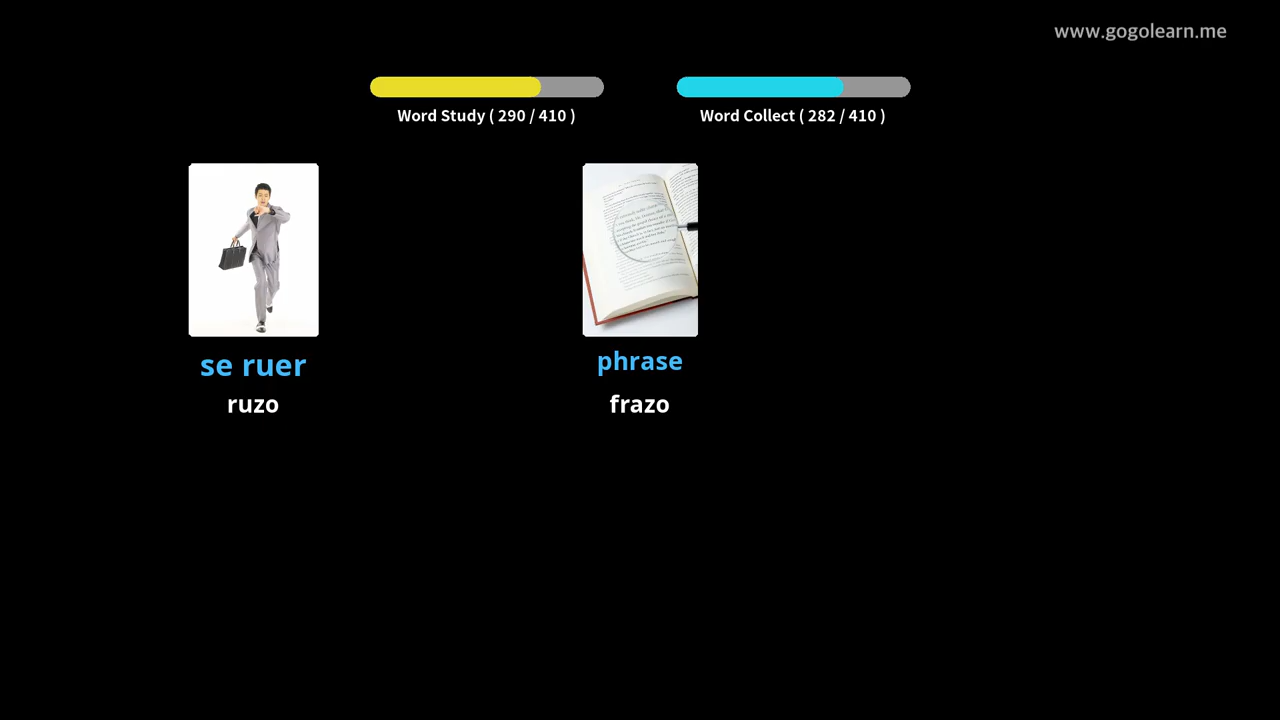 www.gogolearn.me
Word Study ( 290 / 410 )
Word Collect ( 282 / 410 )
se ruer
ruzo
phrase
frazo